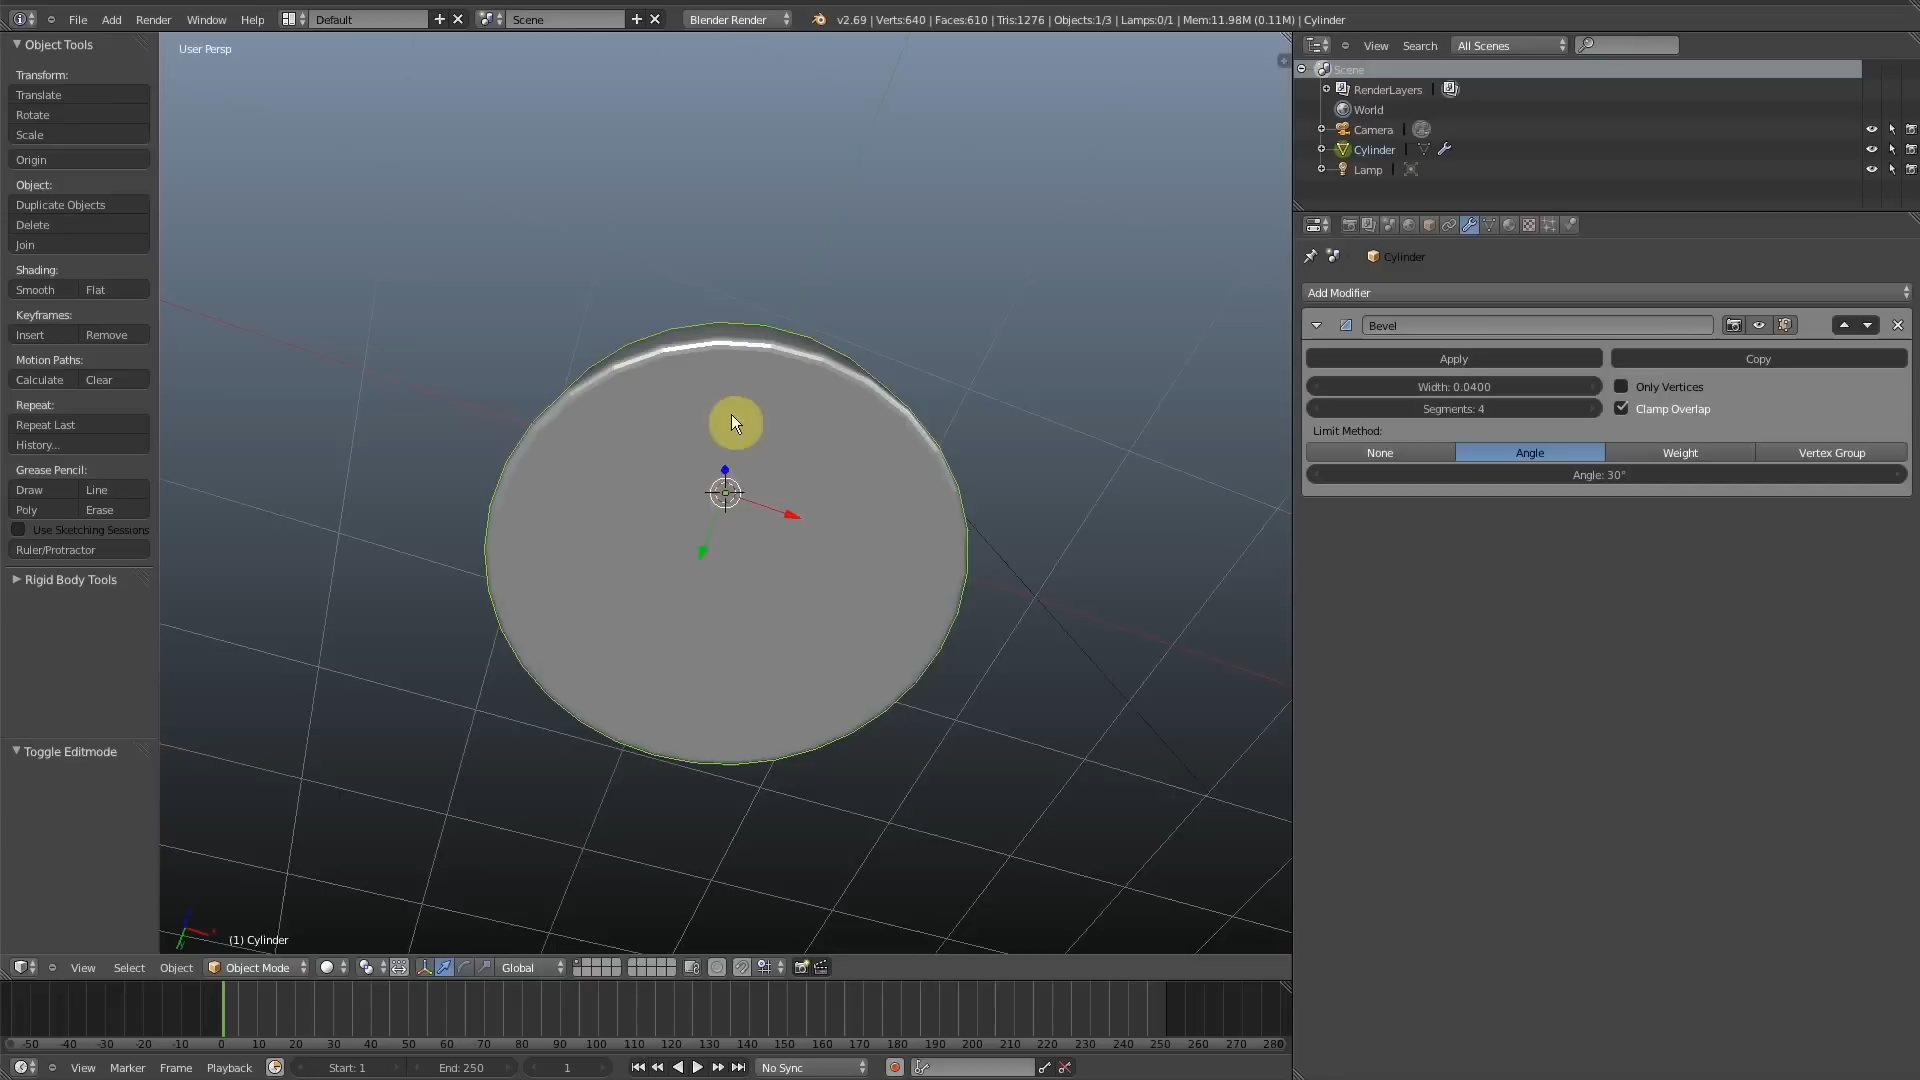 File Add Render Window Help Default Scene Blender Render v2.69 | Verts:640 | Faces:610 | Tris:1276 | Objects:1/3 | Lamps:0/1 | Mem:11.98M (0.11M) | Cylinder
Object Tools
Transform:
Translate
Rotate
Scale
Origin
Object:
Duplicate Objects
Delete
Join
Shading:
Smooth Flat
Keyframes:
Insert Remove
Motion Paths:
Calculate Clear
Repeat:
Repeat Last
History...
Grease Pencil:
Draw Line
Poly Erase
Use Sketching Sessions
Ruler/Protractor
Rigid Body Tools
Toggle Editmode
User Persp
(1) Cylinder
View Select Object Object Mode Global
-50 -40 -30 -20 -10 0 10 20 30 40 50 60 70 80 90 100 110 120 130 140 150 160 170 180 190 200 210 220 230 240 250 260 270 280
View Marker Frame Playback Start: 1 End: 250 1 No Sync
View Search All Scenes
Scene
RenderLayers
World
Camera
Cylinder
Lamp
Cylinder
Add Modifier
Bevel
Apply Copy
Width: 0.0400 Only Vertices
Segments: 4 Clamp Overlap
Limit Method:
None Angle Weight Vertex Group
Angle: 30°